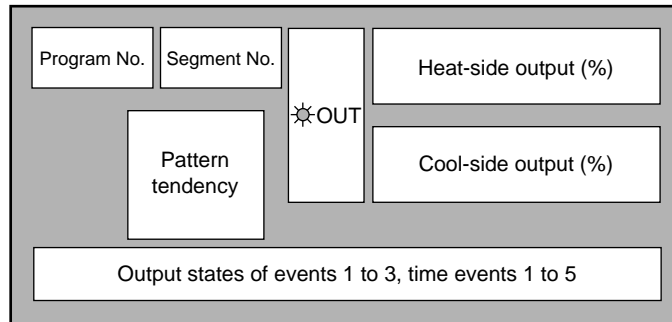 Program No.
Segment No.
OUT
Heat-side output (%)
Cool-side output (%)
Pattern
tendency
Output states of events 1 to 3, time events 1 to 5